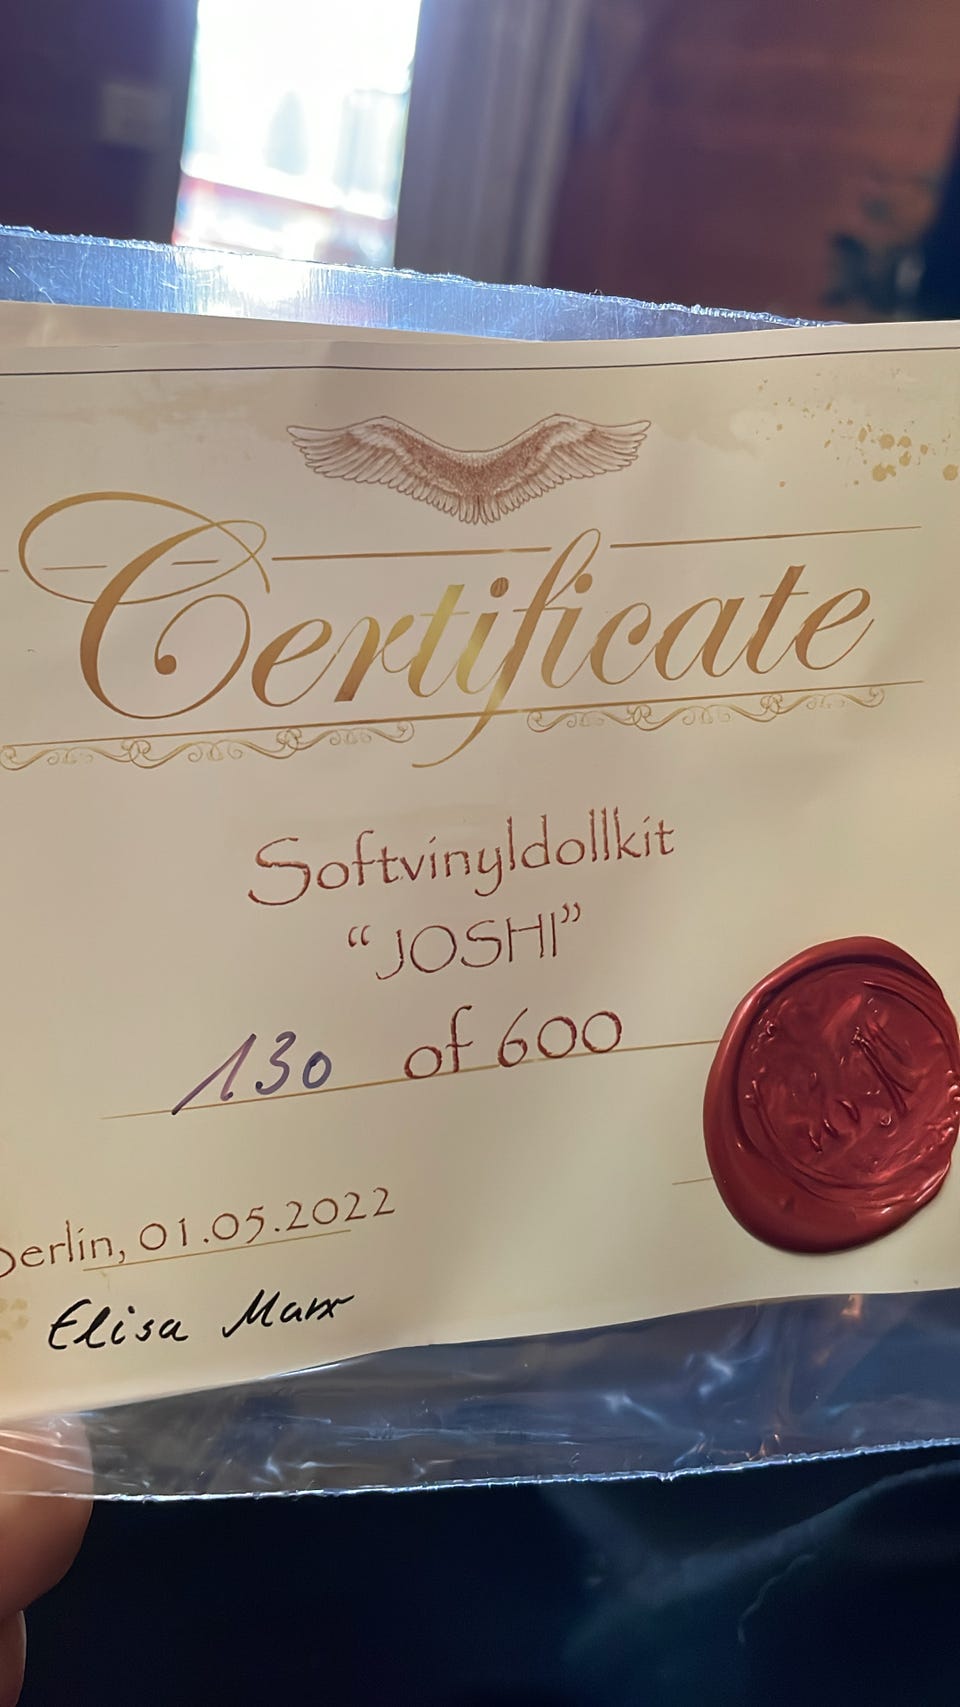 Certificate
Softvinyldollkit
“JOSHI”
130 of 600
Berlin, 01.05.2022
Elisa Marx